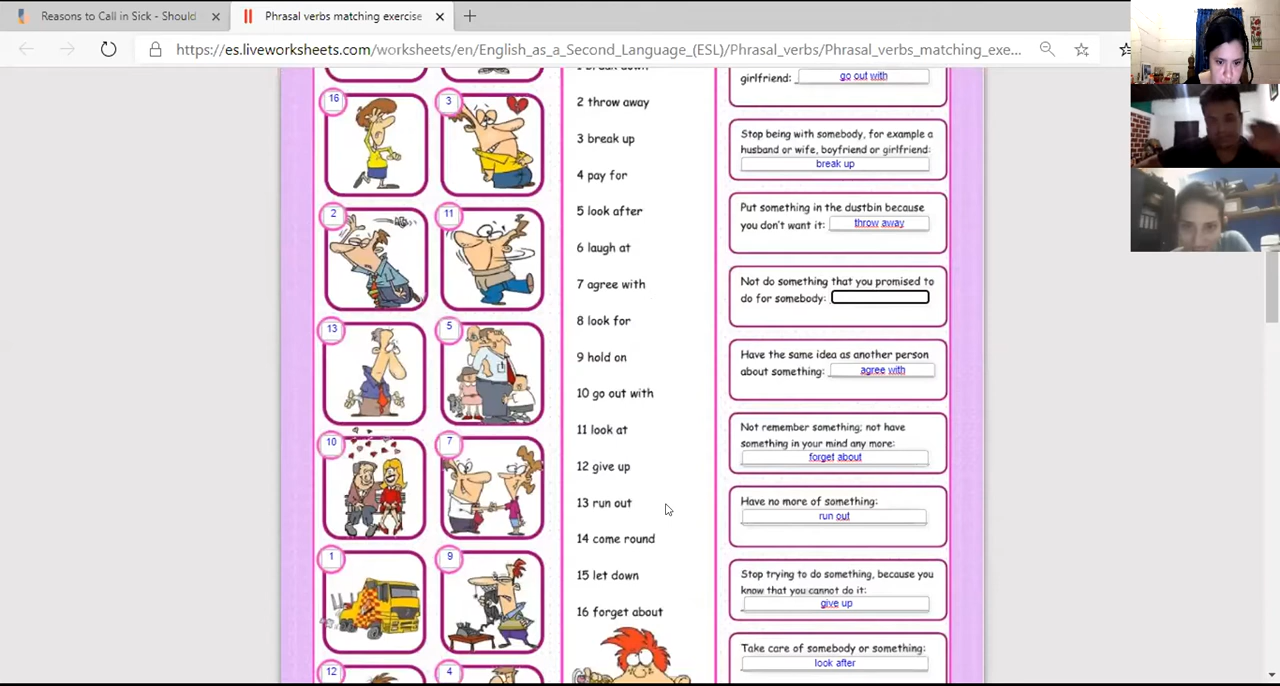 Reasons to Call in Sick - Should
Phrasal verbs matching exercise
https://es.liveworksheets.com/worksheets/en/English_as_a_Second_Language_(ESL)/Phrasal_verbs/Phrasal_verbs_matching_exe...
16
3
2
11
13
5
10
7
1
9
12
4
1 break down
2 throw away
3 break up
4 pay for
5 look after
6 laugh at
7 agree with
8 look for
9 hold on
10 go out with
11 look at
12 give up
13 run out
14 come round
15 let down
16 forget about
girlfriend: go out with
Stop being with somebody, for example a
husband or wife, boyfriend or girlfriend:
break up
Put something in the dustbin because
you don't want it: throw away
Not do something that you promised to
do for somebody:
Have the same idea as another person
about something: agree with
Not remember something; not have
something in your mind any more:
forget about
Have no more of something:
run out
Stop trying to do something, because you
know that you cannot do it:
give up
Take care of somebody or something:
look after